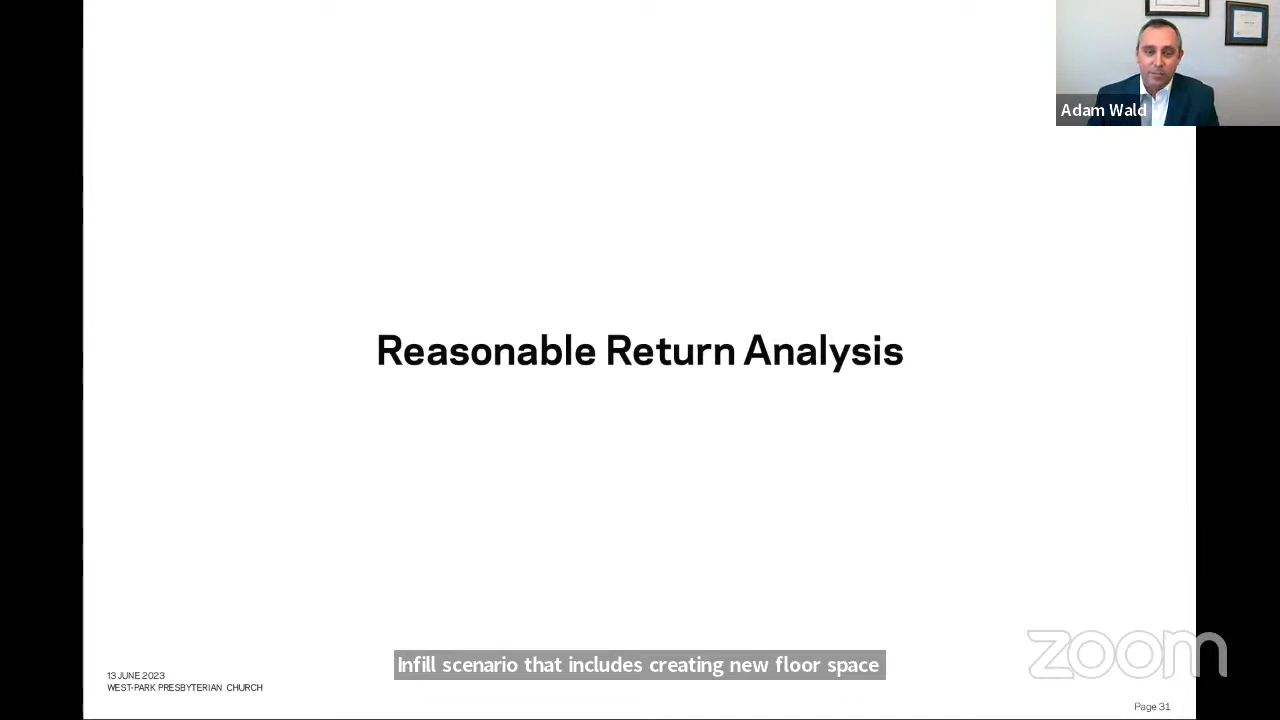 Adam Wald
Reasonable Return Analysis
Infill scenario that includes creating new floor space
zoom
13 JUNE 2023
WEST-PARK PRESBYTERIAN CHURCH
Page 31